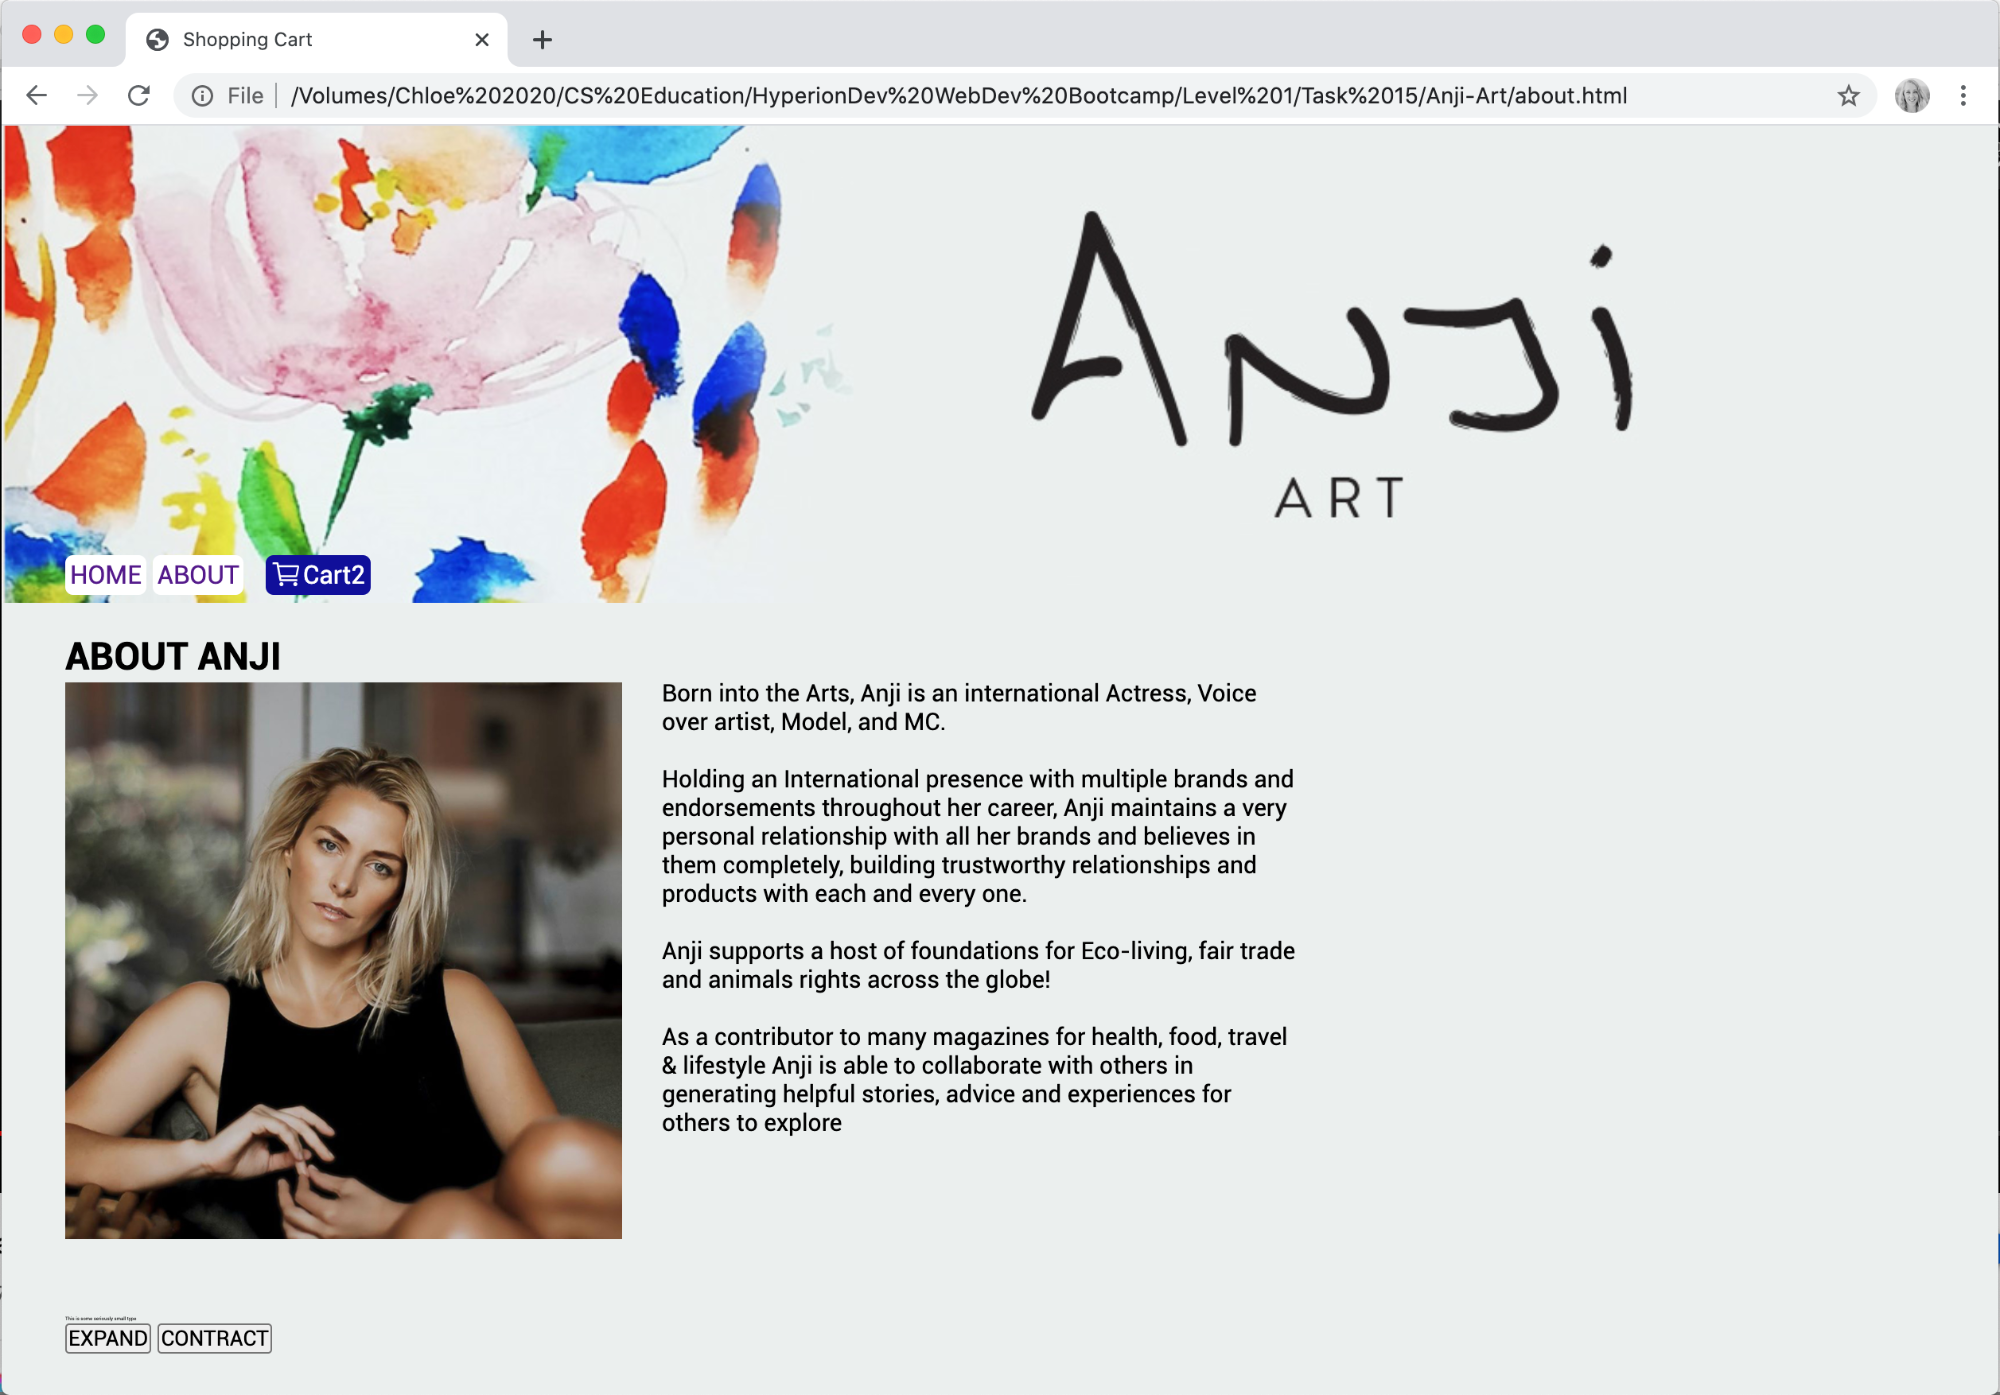 Shopping Cart
File
/Volumes/Chloe%202020/CS%20Education/HyperionDev%20WebDev%20Bootcamp/Level%201/Task%2015/Anji-Art/about.html
ANJi
ART
HOME ABOUT Cart2
ABOUT ANJI
Born into the Arts, Anji is an international Actress, Voice
over artist, Model, and MC.
Holding an International presence with multiple brands and
endorsements throughout her career, Anji maintains a very
personal relationship with all her brands and believes in
them completely, building trustworthy relationships and
products with each and every one.
Anji supports a host of foundations for Eco-living, fair trade
and animals rights across the globe!
As a contributor to many magazines for health, food, travel
& lifestyle Anji is able to collaborate with others in
generating helpful stories, advice and experiences for
others to explore
This is some seriously small type
EXPAND CONTRACT